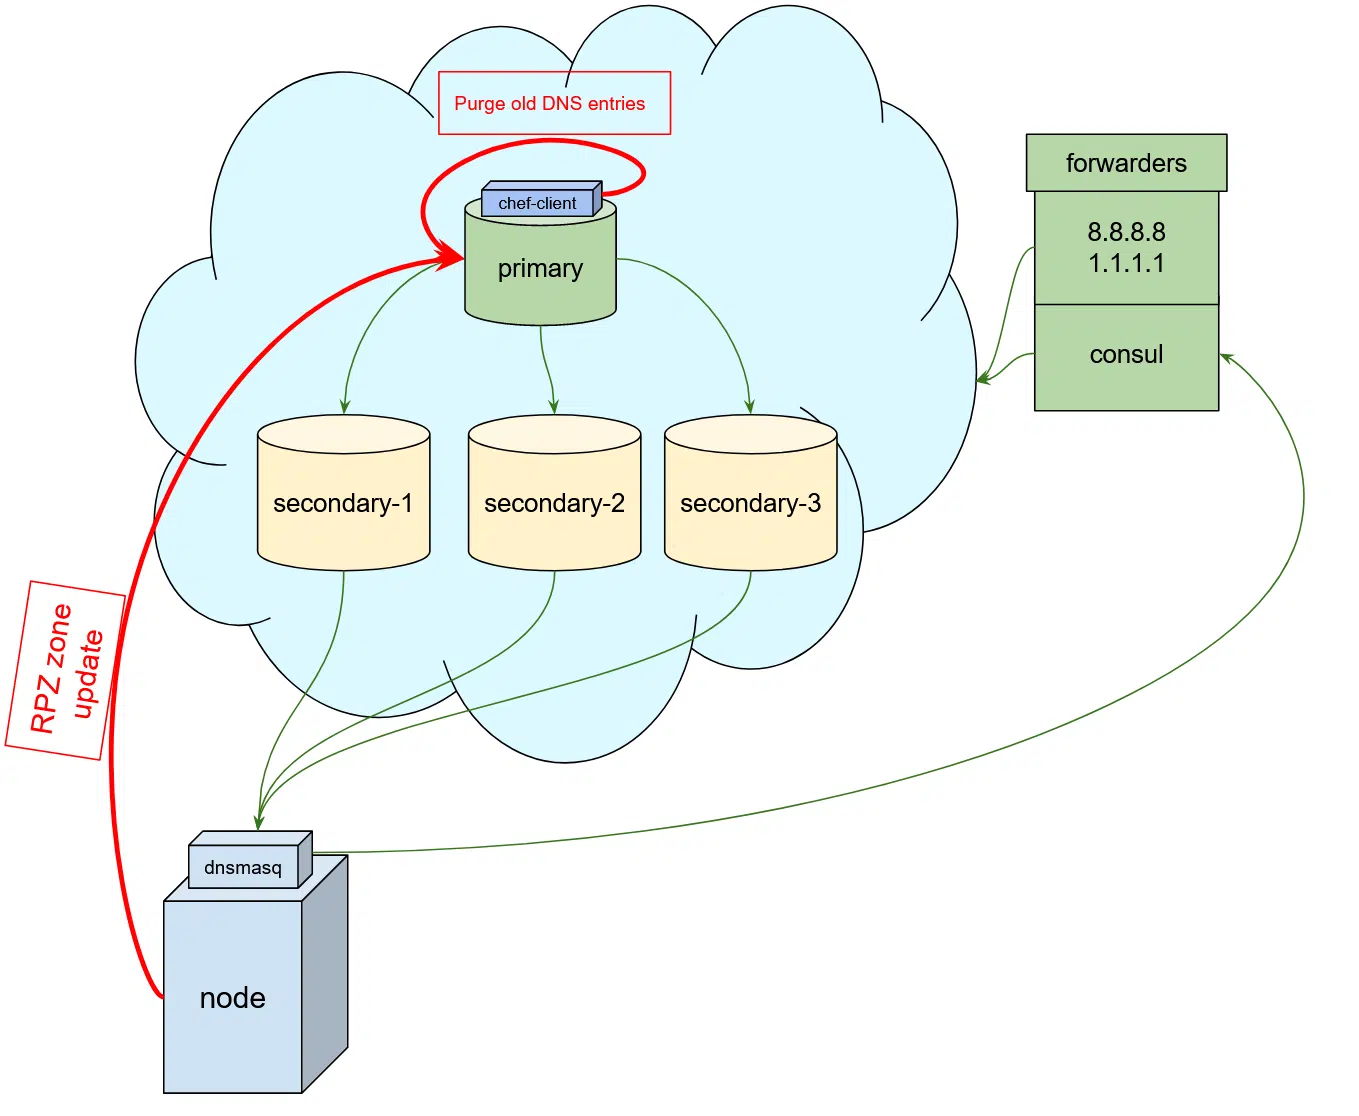 Purge old DNS entries
chef-client
primary
forwarders
8.8.8.8
1.1.1.1
consul
secondary-1
secondary-2
secondary-3
RPZ zone
update
dnsmasq
node